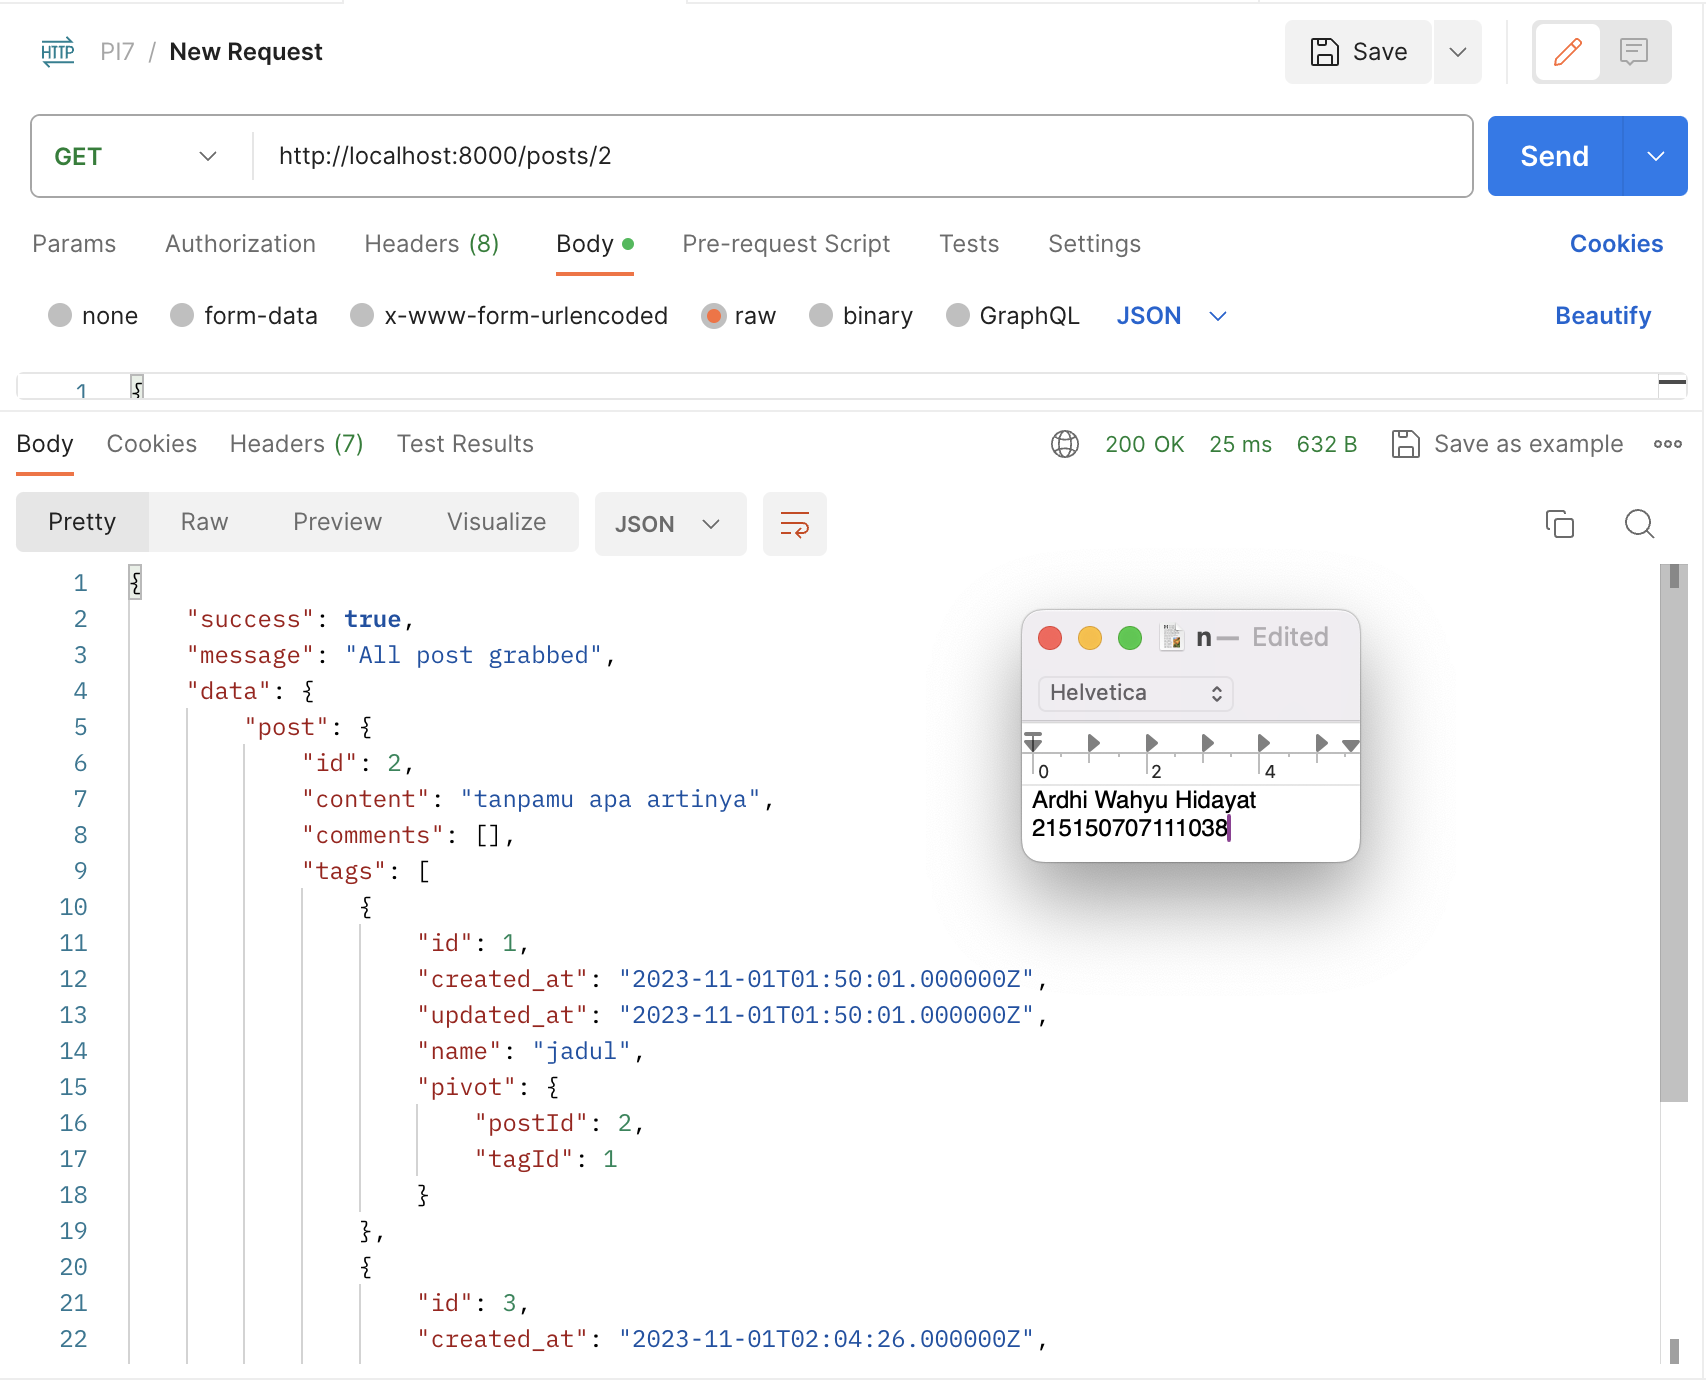 HTTP PI7 / New Request Save
GET http://localhost:8000/posts/2 Send
Params Authorization Headers (8) Body Pre-request Script Tests Settings Cookies
none form-data x-www-form-urlencoded raw binary GraphQL JSON Beautify
1 {
Body Cookies Headers (7) Test Results 200 OK 25 ms 632 B Save as example
Pretty Raw Preview Visualize JSON
1 {
2 "success": true,
3 "message": "All post grabbed",
4 "data": {
5 "post": {
6 "id": 2,
7 "content": "tanpamu apa artinya",
8 "comments": [],
9 "tags": [
10 {
11 "id": 1,
12 "created_at": "2023-11-01T01:50:01.000000Z",
13 "updated_at": "2023-11-01T01:50:01.000000Z",
14 "name": "jadul",
15 "pivot": {
16 "postId": 2,
17 "tagId": 1
18 }
19 },
20 {
21 "id": 3,
22 "created_at": "2023-11-01T02:04:26.000000Z",
n — Edited
Helvetica
0 2 4
Ardhi Wahyu Hidayat
215150707111038